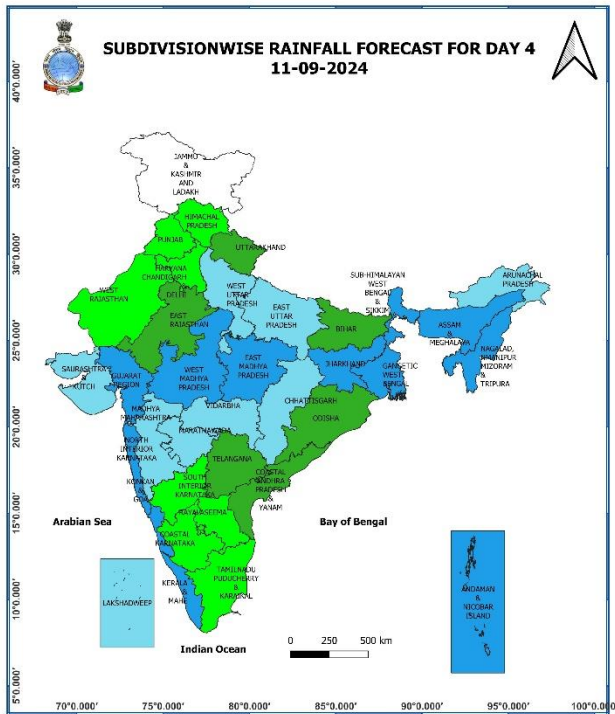 SUBDIVISIONWISE RAINFALL FORECAST FOR DAY 4
11-09-2024
40°0.000'
35°0.000'
30°0.000'
25°0.000'
20°0.000'
15°0.000'
10°0.000'
5°0.000'
JAMMO
&
KASHMIR
AND
LADAKH
HIMACHAL
PRADESH
PUNJAB
UTTARAKHAND
HARYANA
CHANDIGARH
&
DELHI
WEST
RAJASTHAN
WEST
UTTAR
PRADESH
EAST
UTTAR
PRADESH
SUB-HIMALAYAN
WEST
BENGAL &
SIKKIM
ARUNACHAL
PRADESH
EAST
RAJASTHAN
BIHAR
ASSAM
&
MEGHALAYA
NAGALAD,
MANIPUR
MIZORAM
&
TRIPURA
SAURASHTRA
&
KUTCH
GUJARAT
REGION
WEST
MADHYA
PRADESH
EAST
MADHYA
PRADESH
JHARKHAND
GANGETIC
WEST
BENGAL
CHHATTISGARH
VIDARBHA
ODISHA
MADHYA
MAHARASHTRA
MARATHAWADA
NORTH
INTERIOR
KARNATAKA
TELANGANA
SOUTH
INTERIOR
KARNATAKA
COASTAL
ANDHRA
PRADESH
&
YANAM
KONKAN
&
GOA
RAYALASEEMA
Arabian Sea
Bay of Bengal
COASTAL
KARNATAKA
TAMILNADU
PUDUCHERRY
&
KARAIKAL
KERALA
&
MAHE
LAKSHADWEEP
ANDAMAN
&
NICOBAR
ISLAND
Indian Ocean
0 250 500 km
70°0.000' 75°0.000' 80°0.000' 85°0.000' 90°0.000' 95°0.000' 100°0.000'